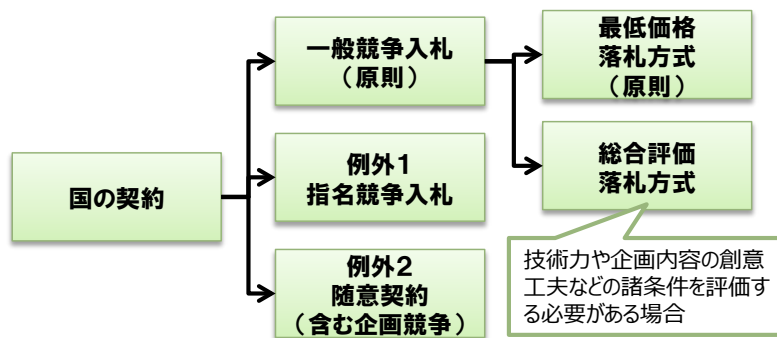 一般競争入札
（原則）
最低価格
落札方式
（原則）
国の契約
例外1
指名競争入札
総合評価
落札方式
例外2
随意契約
（含む企画競争）
技術力や企画内容の創意
工夫などの諸条件を評価す
る必要がある場合